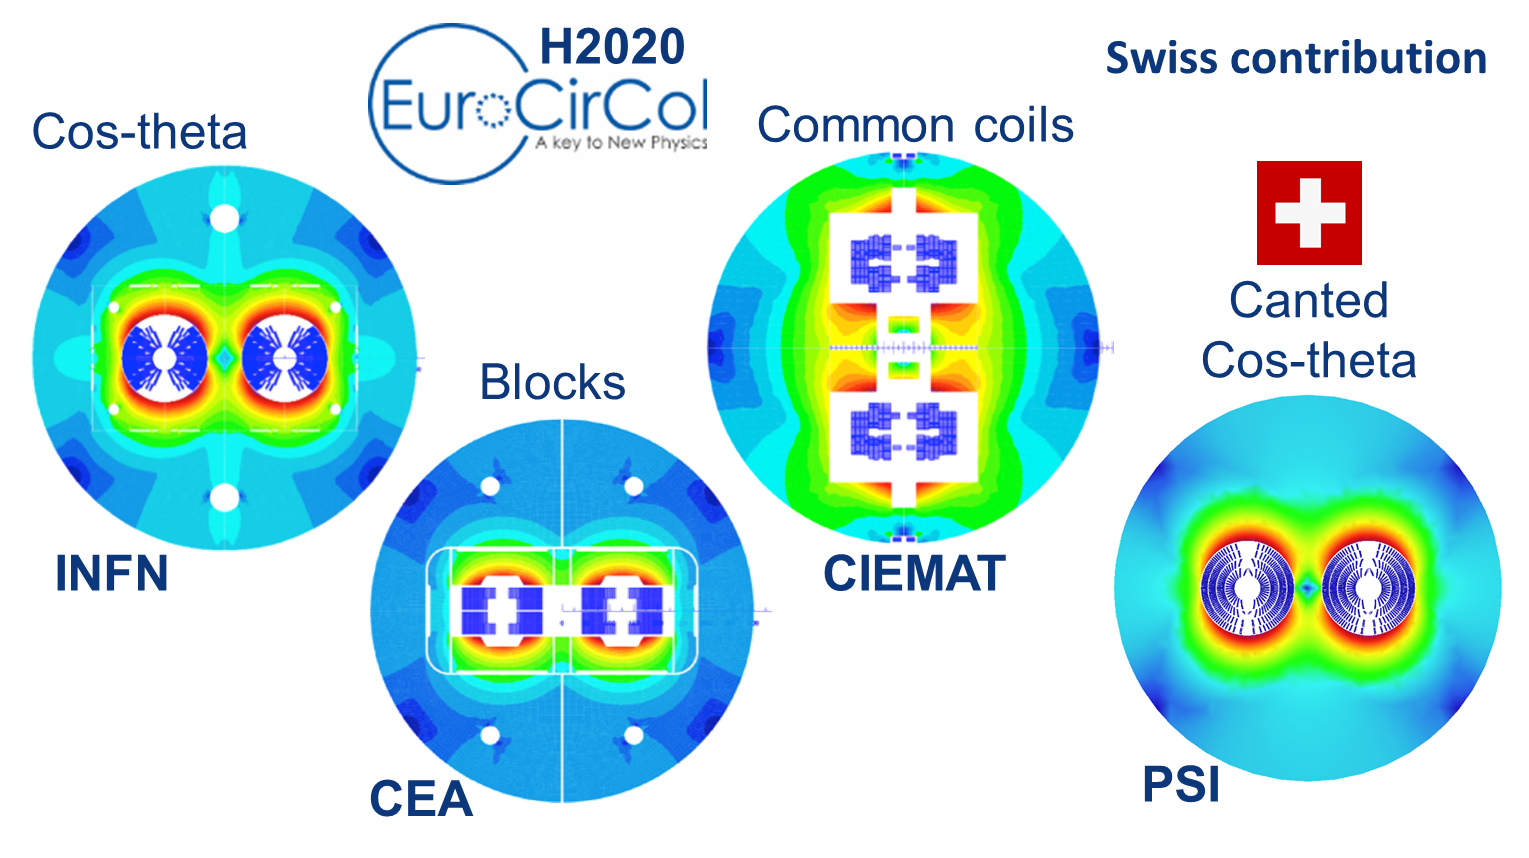 H2020
EuroCirCol
A key to New Physics
Swiss contribution
Cos-theta
INFN
Blocks
CEA
Common coils
CIEMAT
Canted
Cos-theta
PSI